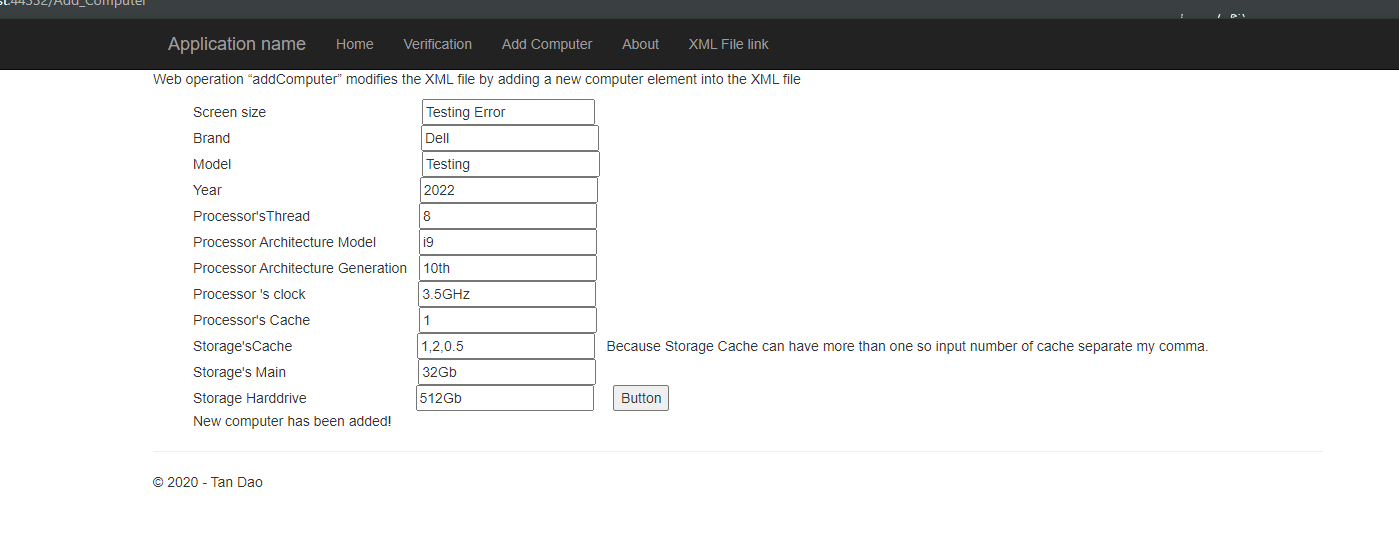 st:44332/Add_Computer
Application name Home Verification Add Computer About XML File link
Web operation “addComputer” modifies the XML file by adding a new computer element into the XML file
Screen size Testing Error
Brand Dell
Model Testing
Year 2022
Processor'sThread 8
Processor Architecture Model i9
Processor Architecture Generation 10th
Processor 's clock 3.5GHz
Processor's Cache 1
Storage'sCache 1,2,0.5 Because Storage Cache can have more than one so input number of cache separate my comma.
Storage's Main 32Gb
Storage Harddrive 512Gb Button
New computer has been added!
© 2020 - Tan Dao